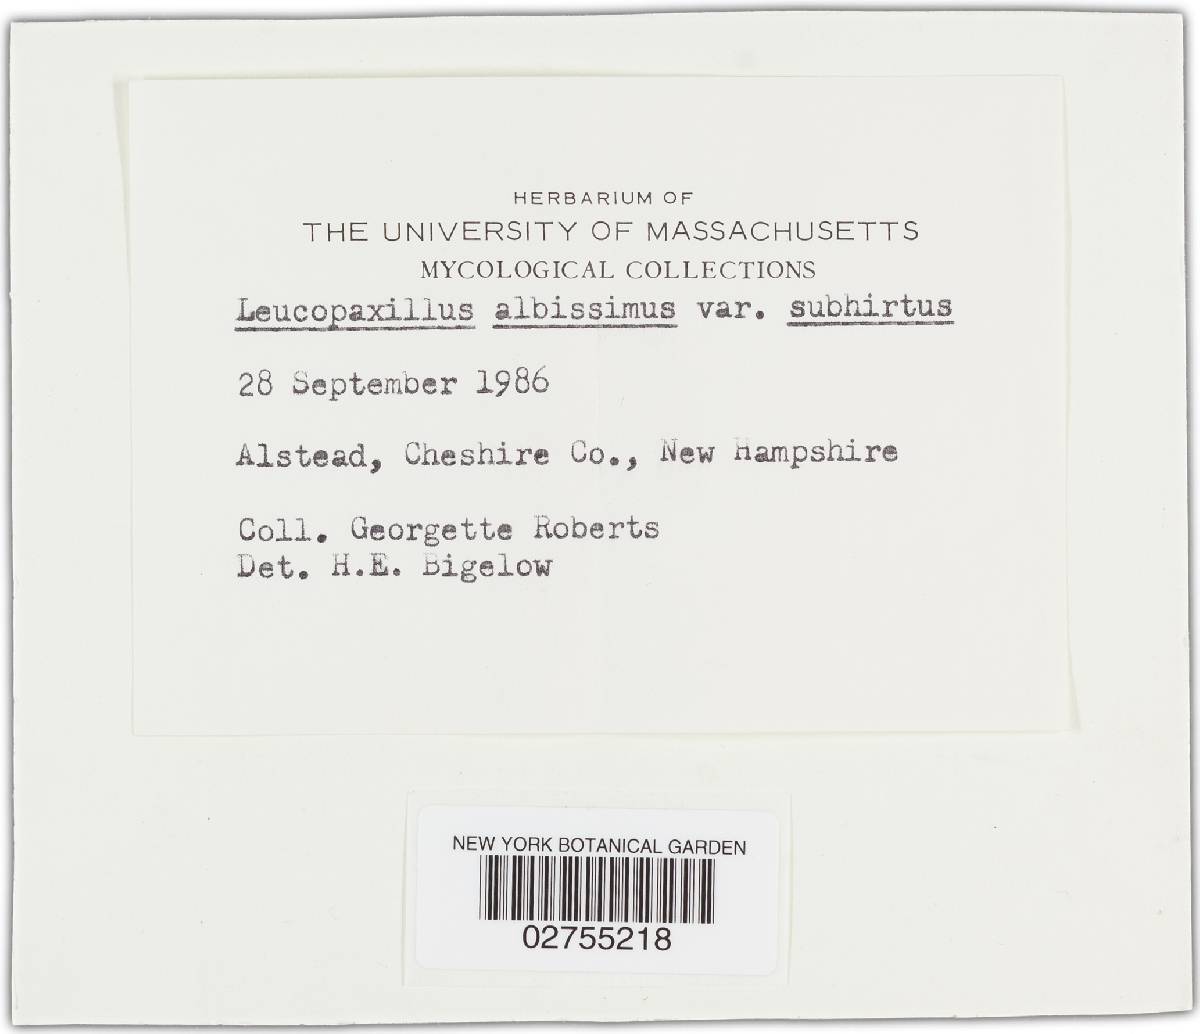 HERBARIUM OF
THE UNIVERSITY OF MASSACHUSETTS
MYCOLOGICAL COLLECTIONS
Leucopaxillus albissimus var. subhirtus
28 September 1986
Alstead, Cheshire Co., New Hampshire
Coll. Georgette Roberts
Det. H.E. Bigelow
NEW YORK BOTANICAL GARDEN
02755218